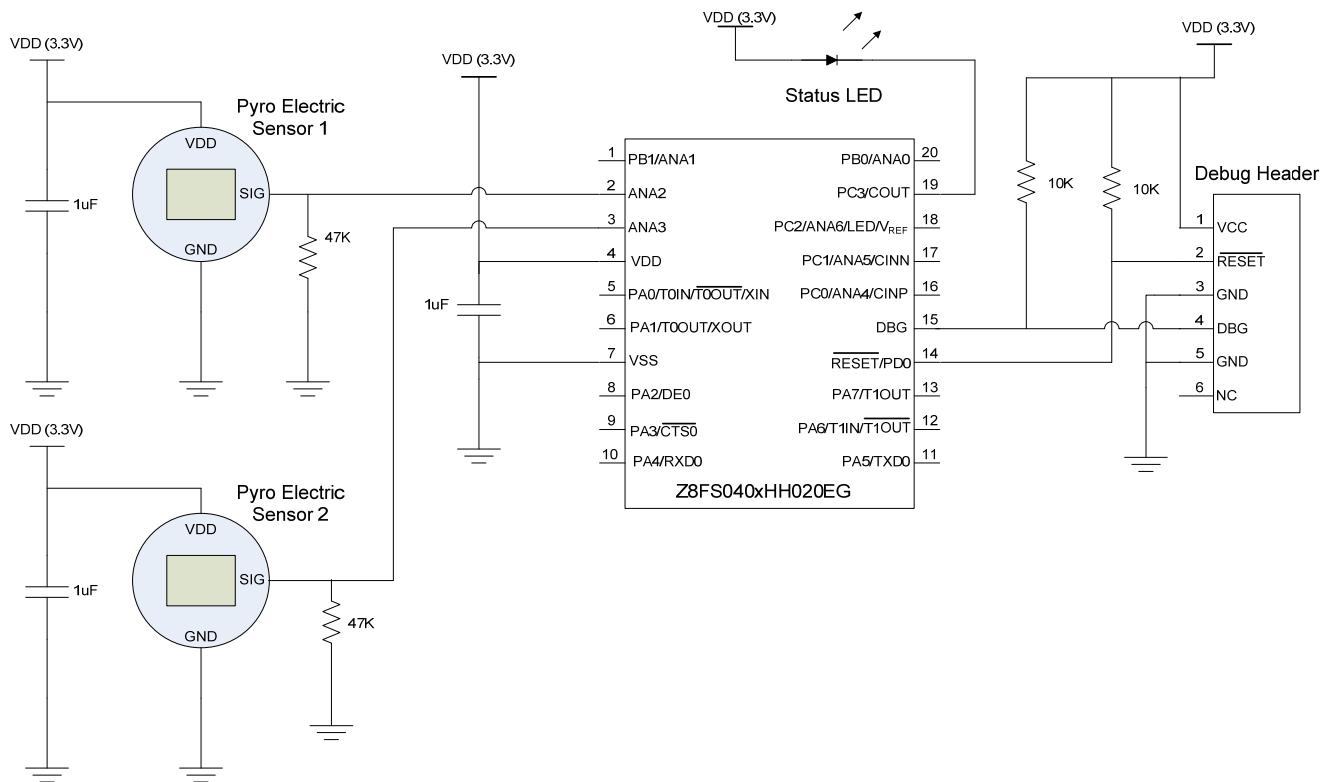 VDD (3.3V)
Pyro Electric
Sensor 1
VDD
SIG
GND
1uF
47K
VDD (3.3V)
Pyro Electric
Sensor 2
VDD
SIG
GND
1uF
47K
VDD (3.3V)
1uF
VDD (3.3V)
Status LED
1 PB1/ANA1
2 ANA2
3 ANA3
4 VDD
5 PA0/T0IN/T0OUT/XIN
6 PA1/T0OUT/XOUT
7 VSS
8 PA2/DE0
9 PA3/CTS0
10 PA4/RXD0
PB0/ANA0 20
PC3/COUT 19
PC2/ANA6/LED/VREF 18
PC1/ANA5/CINN 17
PC0/ANA4/CINP 16
DBG 15
RESET/PD0 14
PA7/T1OUT 13
PA6/T1IN/T1OUT 12
PA5/TXD0 11
Z8FS040xHH020EG
VDD (3.3V)
10K
10K
Debug Header
1 VCC
2 RESET
3 GND
4 DBG
5 GND
6 NC